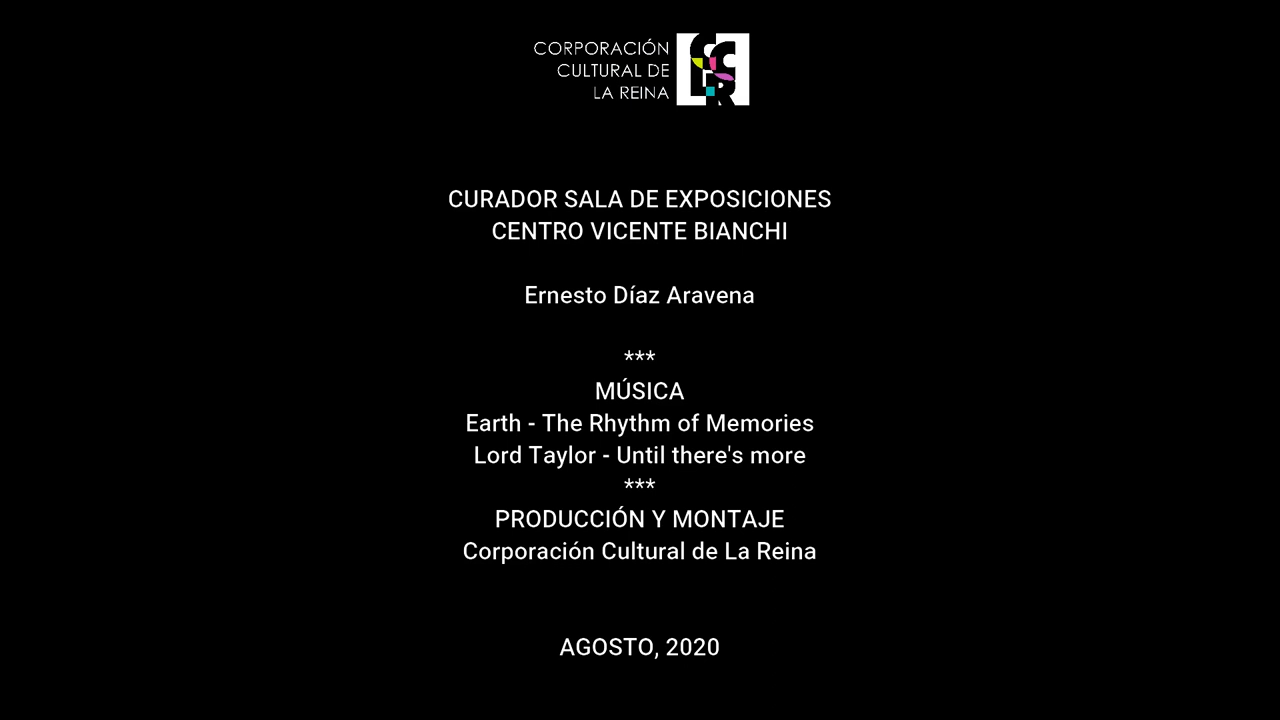 CORPORACIÓN
CULTURAL DE
LA REINA
CCLR
CURADOR SALA DE EXPOSICIONES
CENTRO VICENTE BIANCHI
Ernesto Díaz Aravena
***
MÚSICA
Earth - The Rhythm of Memories
Lord Taylor - Until there's more
***
PRODUCCIÓN Y MONTAJE
Corporación Cultural de La Reina
AGOSTO, 2020